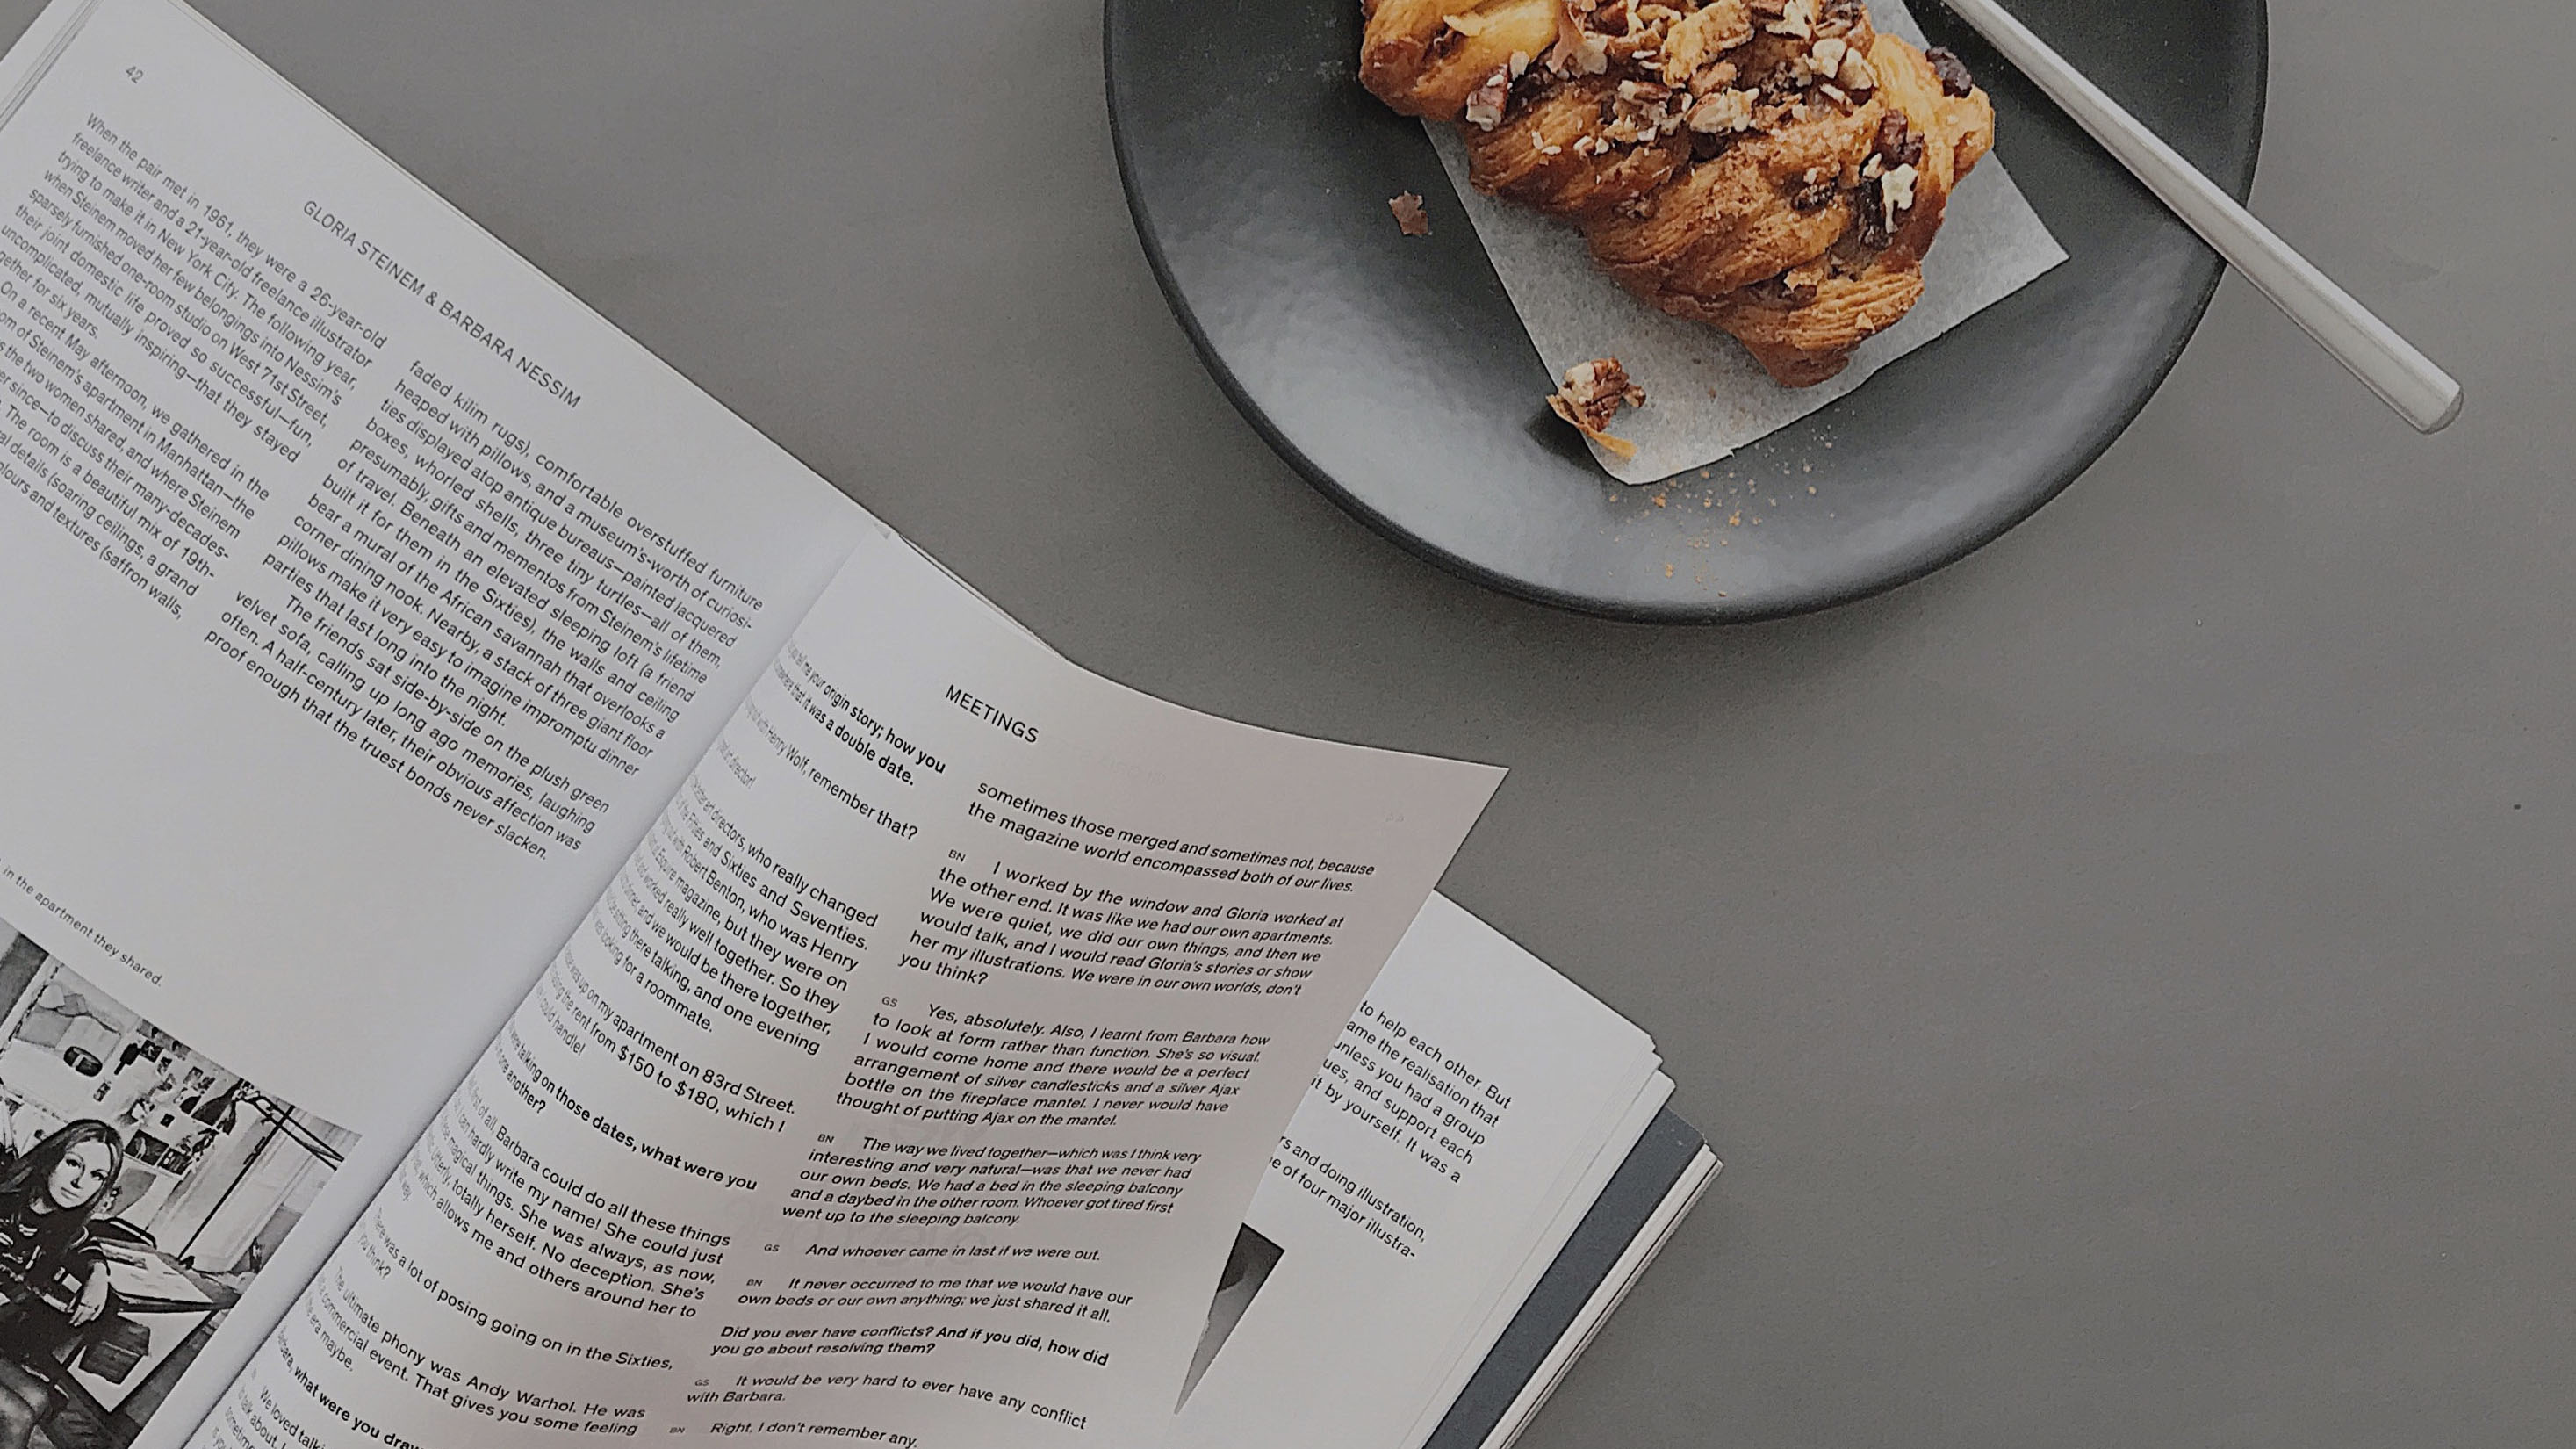 42
GLORIA STEINEM & BARBARA NESSIM
When the pair met in 1961, they were a 26-year-old
freelance writer and a 21-year-old freelance illustrator
trying to make it in New York City. The following year,
when Steinem moved her few belongings into Nessim's
sparsely furnished one-room studio on West 71st Street,
their joint domestic life proved so successful—fun,
uncomplicated, mutually inspiring—that they stayed
for six years.
On a recent May afternoon, we gathered in the
of Steinem's apartment in Manhattan—the
the two women shared, and where Steinem
since—to discuss their many-decades-
The room is a beautiful mix of 19th-
details (soaring ceilings, a grand
and textures (saffron walls,
faded kilim rugs), comfortable overstuffed furniture
heaped with pillows, and a museum's-worth of curiosi-
ties displayed atop antique bureaus—painted lacquered
boxes, whorled shells, three tiny turtles—all of them,
presumably, gifts and mementos from Steinem's lifetime
of travel. Beneath an elevated sleeping loft (a friend
built it for them in the Sixties), the walls and ceiling
bear a mural of the African savannah that overlooks a
corner dining nook. Nearby, a stack of three giant floor
pillows make it very easy to imagine impromptu dinner
parties that last long into the night.
The friends sat side-by-side on the plush green
velvet sofa, calling up long ago memories, laughing
often. A half-century later, their obvious affection was
proof enough that the truest bonds never slacken.
in the apartment they shared.
MEETINGS
your origin story; how you
that it was a double date.
with Henry Wolf, remember that?
art director!
art directors, who really changed
the Fifties and Sixties and Seventies.
with Robert Benton, who was Henry
Esquire magazine, but they were on
worked really well together. So they
dinner and we would be there together,
sitting there talking, and one evening
looking for a roommate.
was up on my apartment on 83rd Street.
the rent from $150 to $180, which I
could handle!
talking on those dates, what were you
one another?
of all, Barbara could do all these things
I can hardly write my name! She could just
magical things. She was always, as now,
utterly, totally herself. No deception. She's
which allows me and others around her to
way.
There was a lot of posing going on in the Sixties,
you think?
The ultimate phony was Andy Warhol. He was
commercial event. That gives you some feeling
era maybe.
Barbara, what were you
We loved
talk about.
sometimes those merged and sometimes not, because
the magazine world encompassed both of our lives.
BN I worked by the window and Gloria worked at
the other end. It was like we had our own apartments.
We were quiet, we did our own things, and then we
would talk, and I would read Gloria's stories or show
her my illustrations. We were in our own worlds, don't
you think?
GS Yes, absolutely. Also, I learnt from Barbara how
to look at form rather than function. She's so visual.
I would come home and there would be a perfect
arrangement of silver candlesticks and a silver Ajax
bottle on the fireplace mantel. I never would have
thought of putting Ajax on the mantel.
BN The way we lived together—which was I think very
interesting and very natural—was that we never had
our own beds. We had a bed in the sleeping balcony
and a daybed in the other room. Whoever got tired first
went up to the sleeping balcony.
GS And whoever came in last if we were out.
BN It never occurred to me that we would have our
own beds or our own anything; we just shared it all.
Did you ever have conflicts? And if you did, how did
you go about resolving them?
GS It would be very hard to ever have any conflict
with Barbara.
BN Right, I don't remember any.
to help each other. But
the realisation that
unless you had a group
and support each
by yourself. It was a
and doing illustration,
of four major illustra-